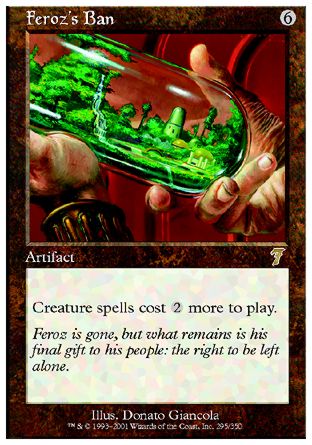 Feroz's Ban 6
Artifact
Creature spells cost 2 more to play.
Feroz is gone, but what remains is his
final gift to his people: the right to be left
alone.
Illus. Donato Giancola
™ & © 1993–2001 Wizards of the Coast, Inc. 295/350